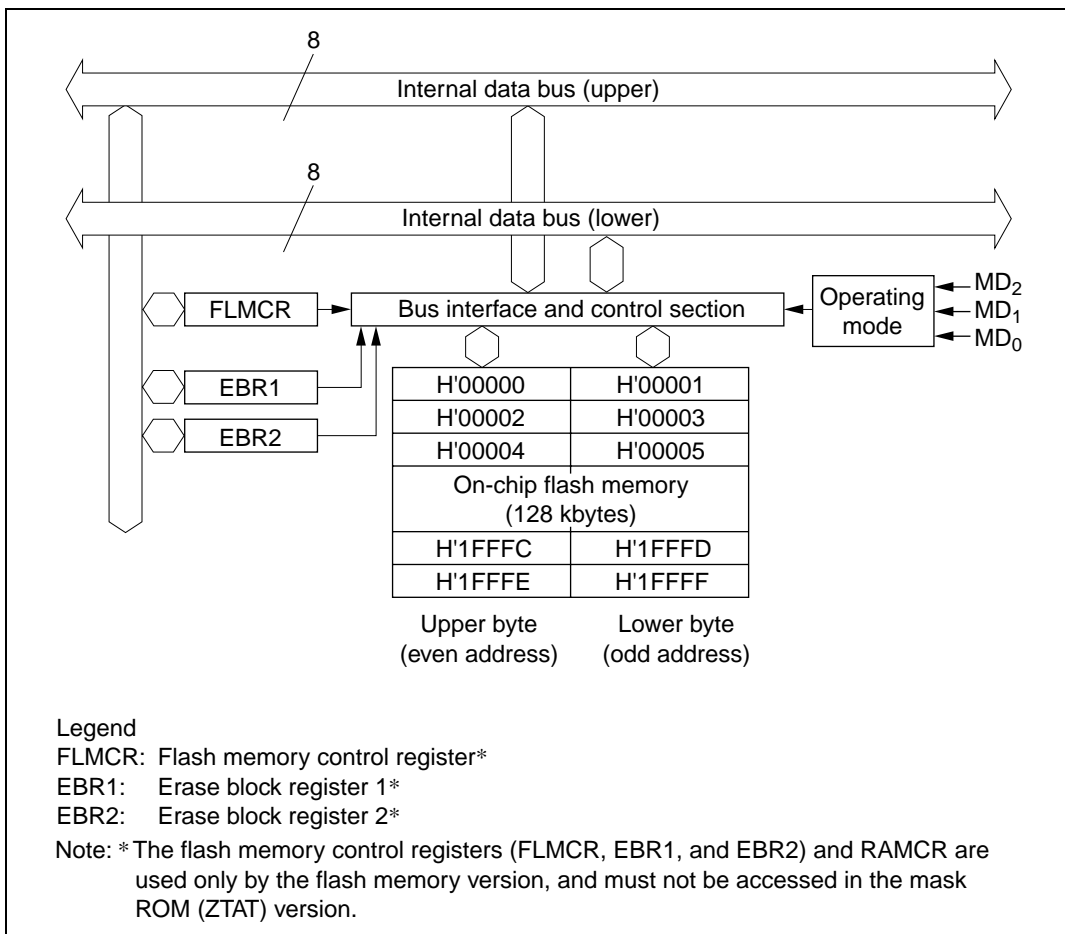 8
Internal data bus (upper)
8
Internal data bus (lower)
FLMCR
Bus interface and control section
Operating
mode
MD2
MD1
MD0
EBR1
EBR2
H'00000 H'00001
H'00002 H'00003
H'00004 H'00005
On-chip flash memory
(128 kbytes)
H'1FFFC H'1FFFD
H'1FFFE H'1FFFF
Upper byte
(even address)
Lower byte
(odd address)
Legend
FLMCR: Flash memory control register*
EBR1: Erase block register 1*
EBR2: Erase block register 2*
Note: * The flash memory control registers (FLMCR, EBR1, and EBR2) and RAMCR are
used only by the flash memory version, and must not be accessed in the mask
ROM (ZTAT) version.